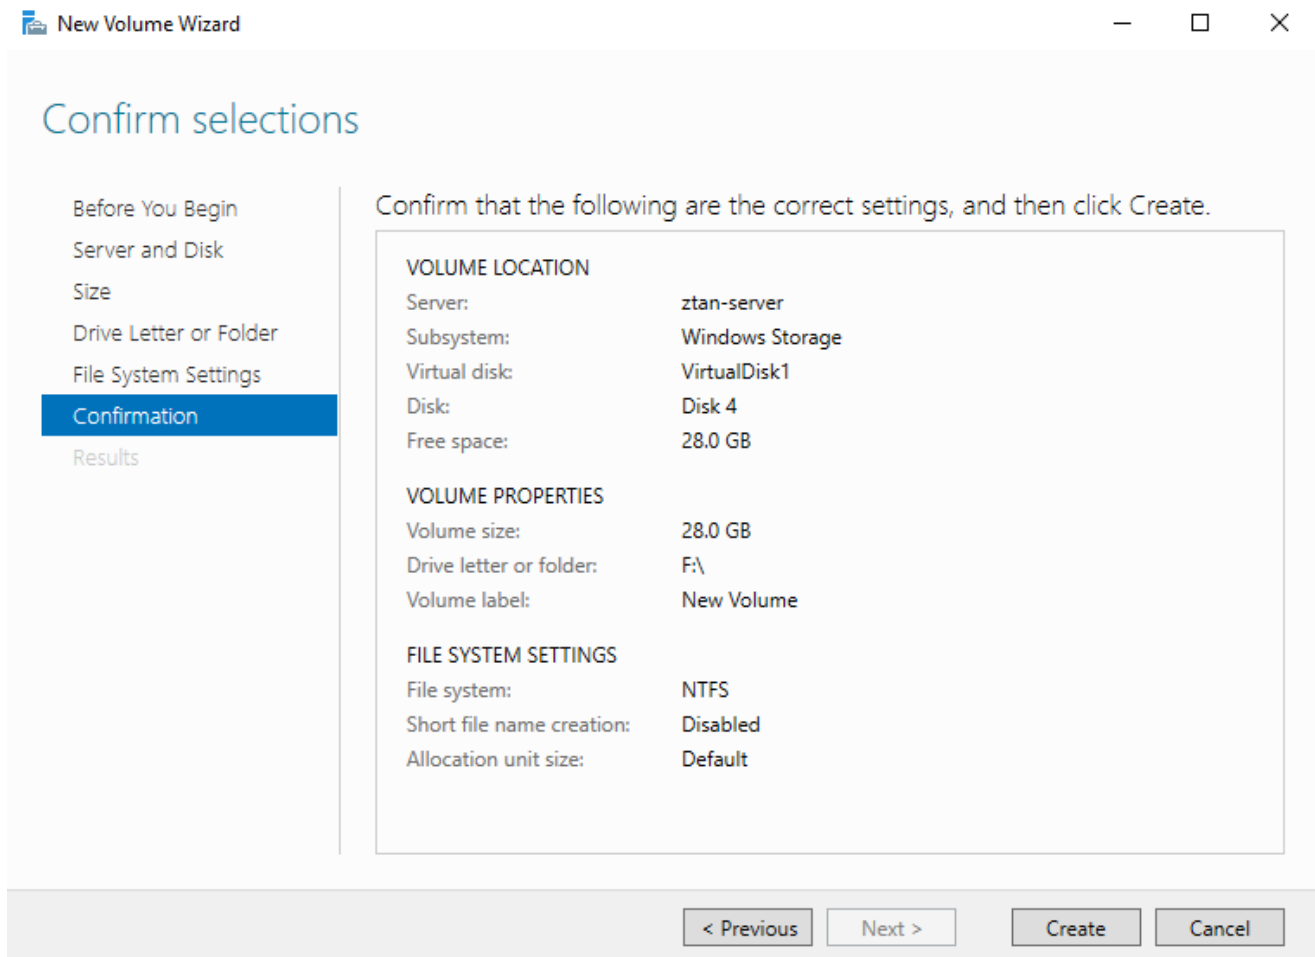 New Volume Wizard
Confirm selections
Before You Begin
Server and Disk
Size
Drive Letter or Folder
File System Settings
Confirmation
Results
Confirm that the following are the correct settings, and then click Create.
VOLUME LOCATION
Server: ztan-server
Subsystem: Windows Storage
Virtual disk: VirtualDisk1
Disk: Disk 4
Free space: 28.0 GB
VOLUME PROPERTIES
Volume size: 28.0 GB
Drive letter or folder: F:\
Volume label: New Volume
FILE SYSTEM SETTINGS
File system: NTFS
Short file name creation: Disabled
Allocation unit size: Default
< Previous Next > Create Cancel